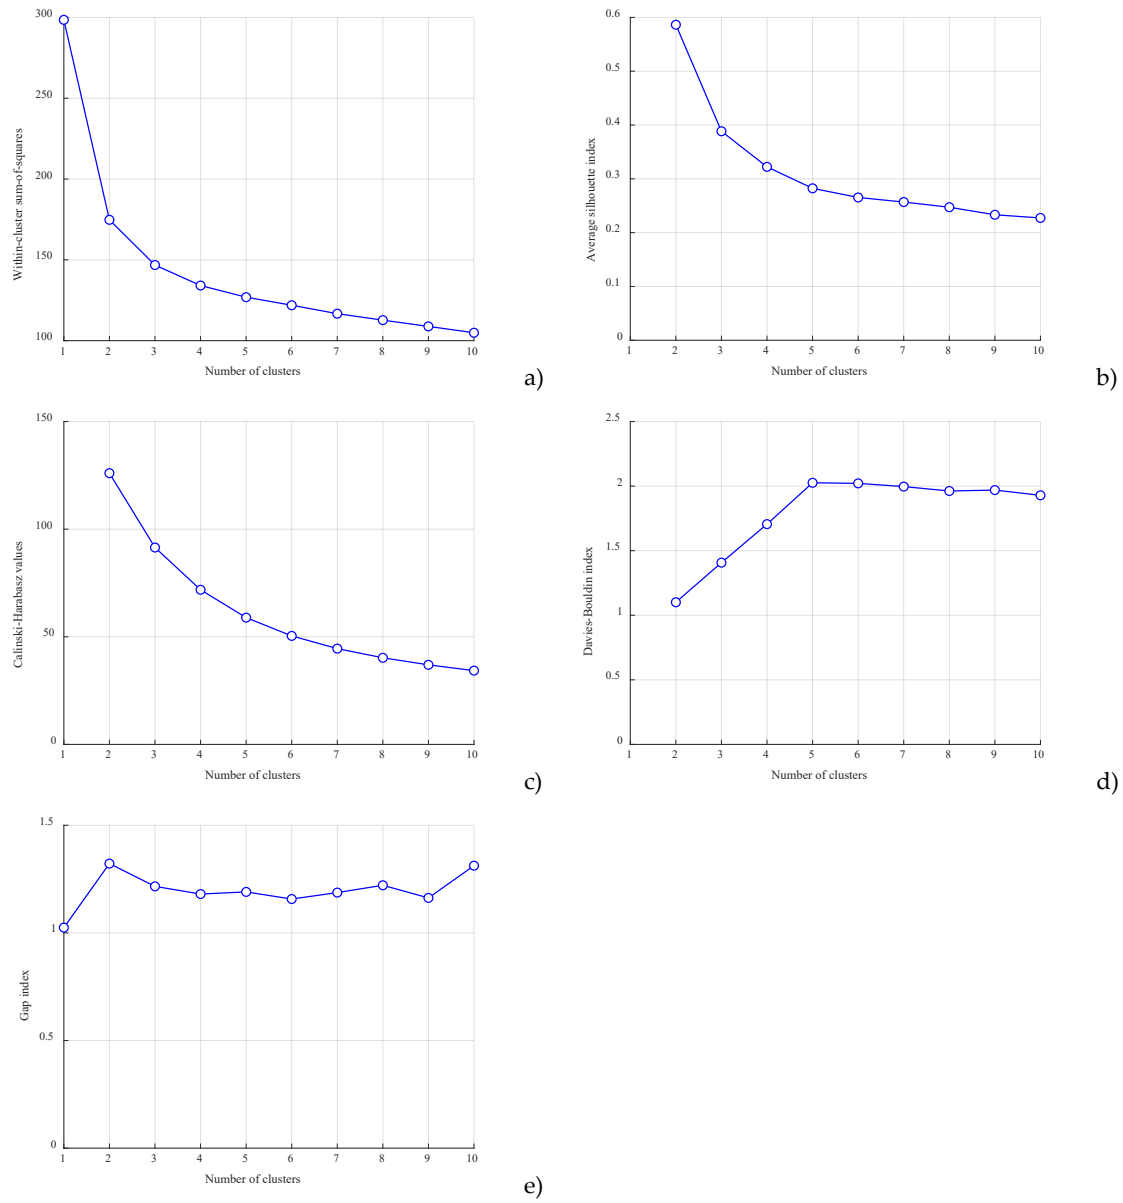 300
250
200
150
100
Within-cluster sum-of-squares
1 2 3 4 5 6 7 8 9 10
Number of clusters
a)
0.6
0.5
0.4
0.3
0.2
0.1
0
Average silhouette index
1 2 3 4 5 6 7 8 9 10
Number of clusters
b)
150
100
50
0
Calinski-Harabasz values
1 2 3 4 5 6 7 8 9 10
Number of clusters
c)
2.5
2
1.5
1
0.5
0
Davies-Bouldin index
1 2 3 4 5 6 7 8 9 10
Number of clusters
d)
1.5
1
0.5
0
Gap index
1 2 3 4 5 6 7 8 9 10
Number of clusters
e)